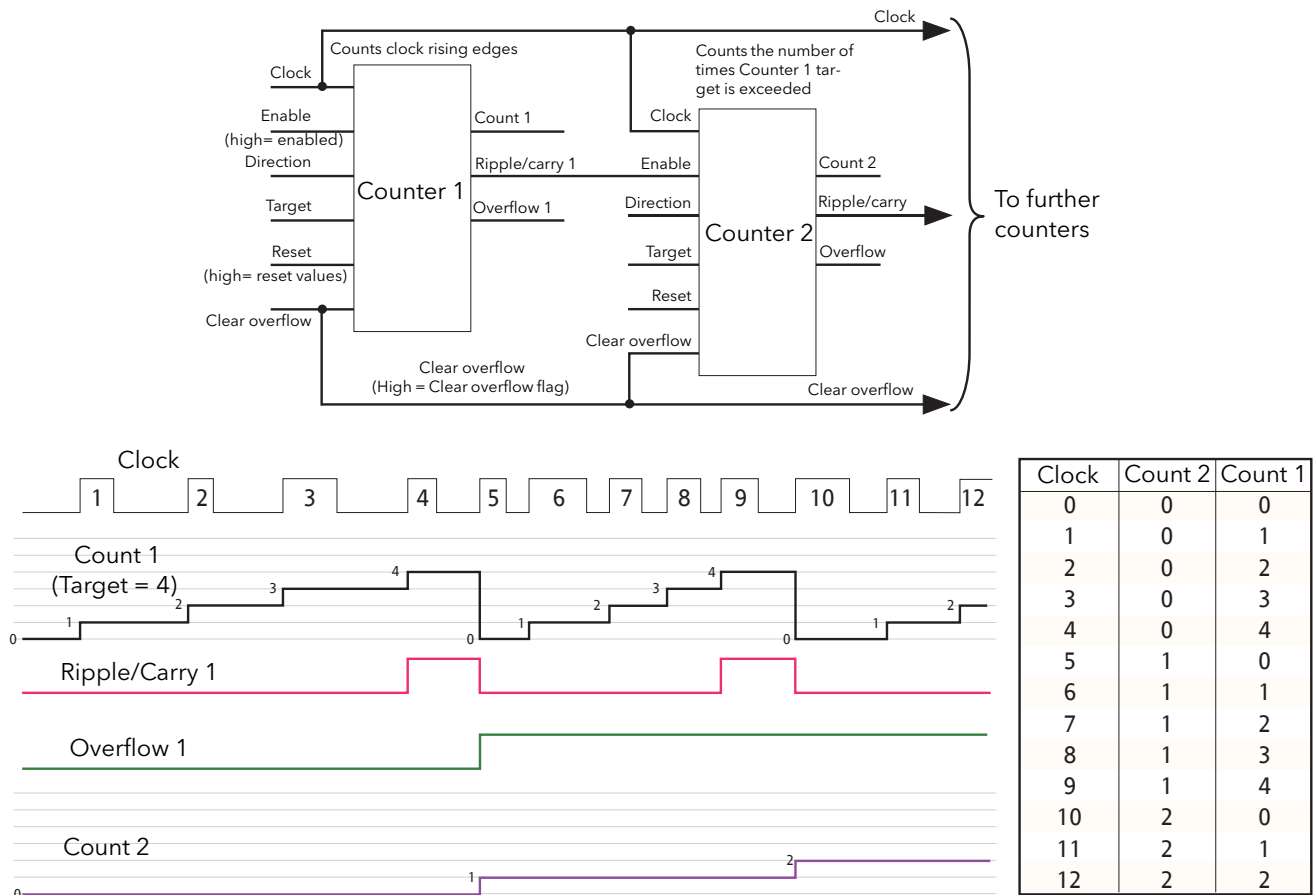 Clock
Counts clock rising edges
Counts the number of
times Counter 1 tar-
get is exceeded
Clock
Enable
(high= enabled)
Direction
Target
Reset
(high= reset values)
Clear overflow
Counter 1
Count 1
Ripple/carry 1
Overflow 1
Clock
Enable
Direction
Target
Reset
Clear overflow
Counter 2
Count 2
Ripple/carry
Overflow
To further
counters
Clear overflow
(High = Clear overflow flag)
Clear overflow
Clock
1 2 3 4 5 6 7 8 9 10 11 12
Count 1
(Target = 4)
0 1 2 3 4 0 1 2 3 4 0 1 2
Ripple/Carry 1
Overflow 1
Count 2
0 1 2
Clock Count 2 Count 1
0 0 0
1 0 1
2 0 2
3 0 3
4 0 4
5 1 0
6 1 1
7 1 2
8 1 3
9 1 4
10 2 0
11 2 1
12 2 2